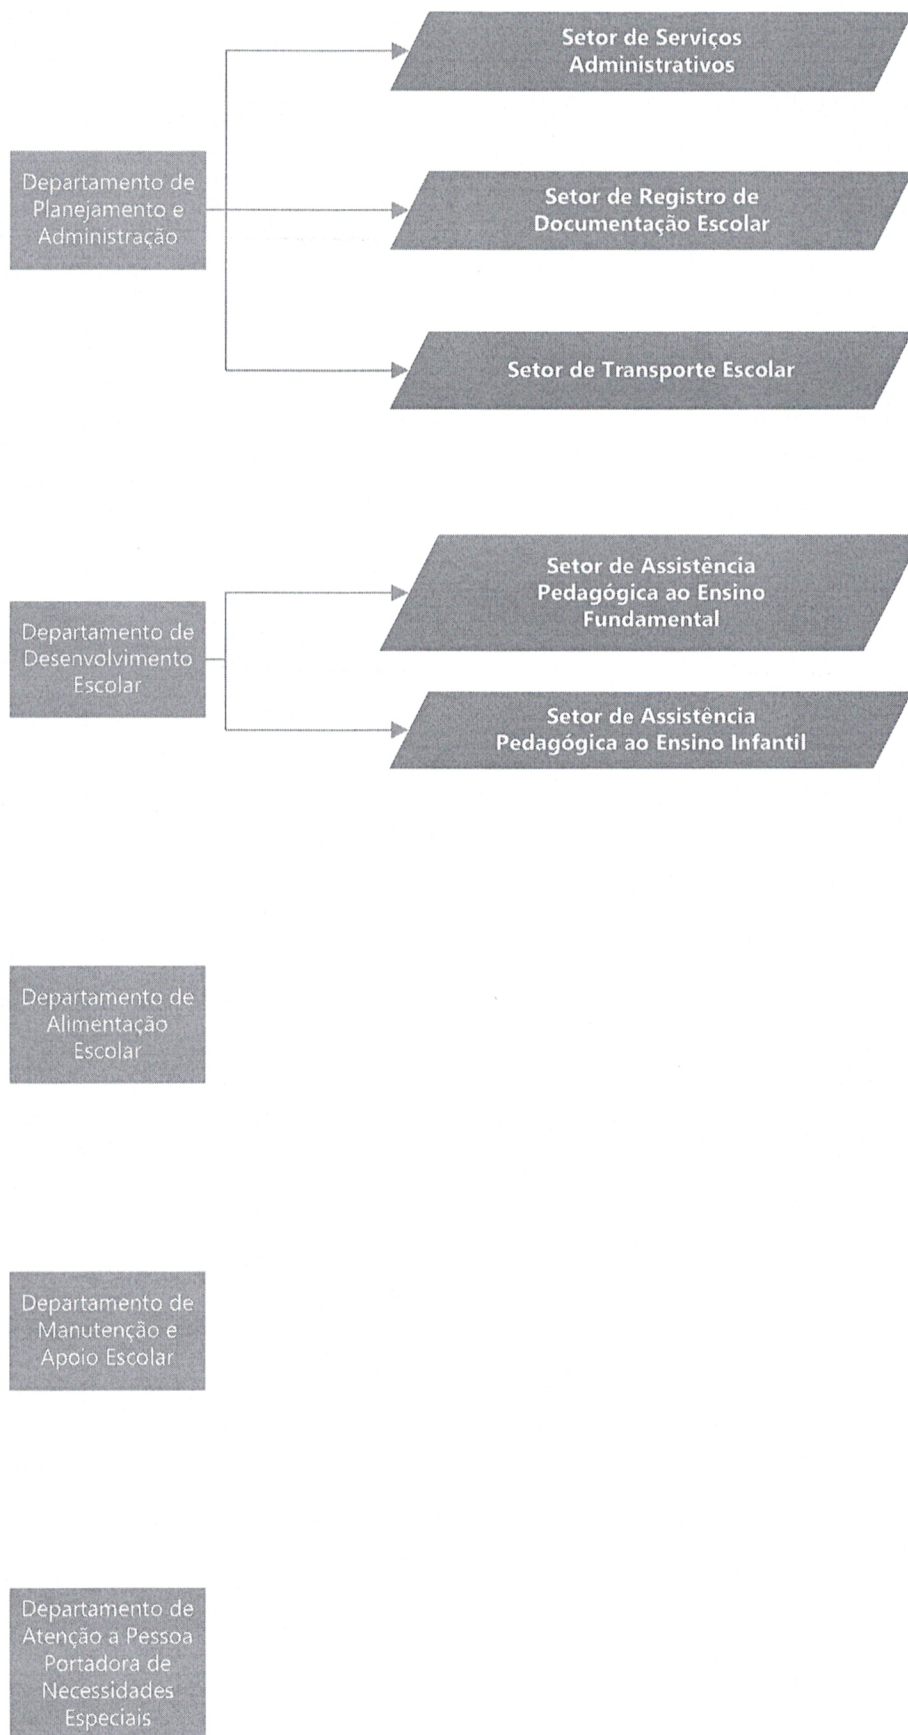 Setor de Serviços
Administrativos
Departamento de
Planejamento e
Administração
Setor de Registro de
Documentação Escolar
Setor de Transporte Escolar
Setor de Assistência
Pedagógica ao Ensino
Fundamental
Departamento de
Desenvolvimento
Escolar
Setor de Assistência
Pedagógica ao Ensino Infantil
Departamento de
Alimentação
Escolar
Departamento de
Manutenção e
Apoio Escolar
Departamento de
Atenção a Pessoa
Portadora de
Necessidades
Especiais